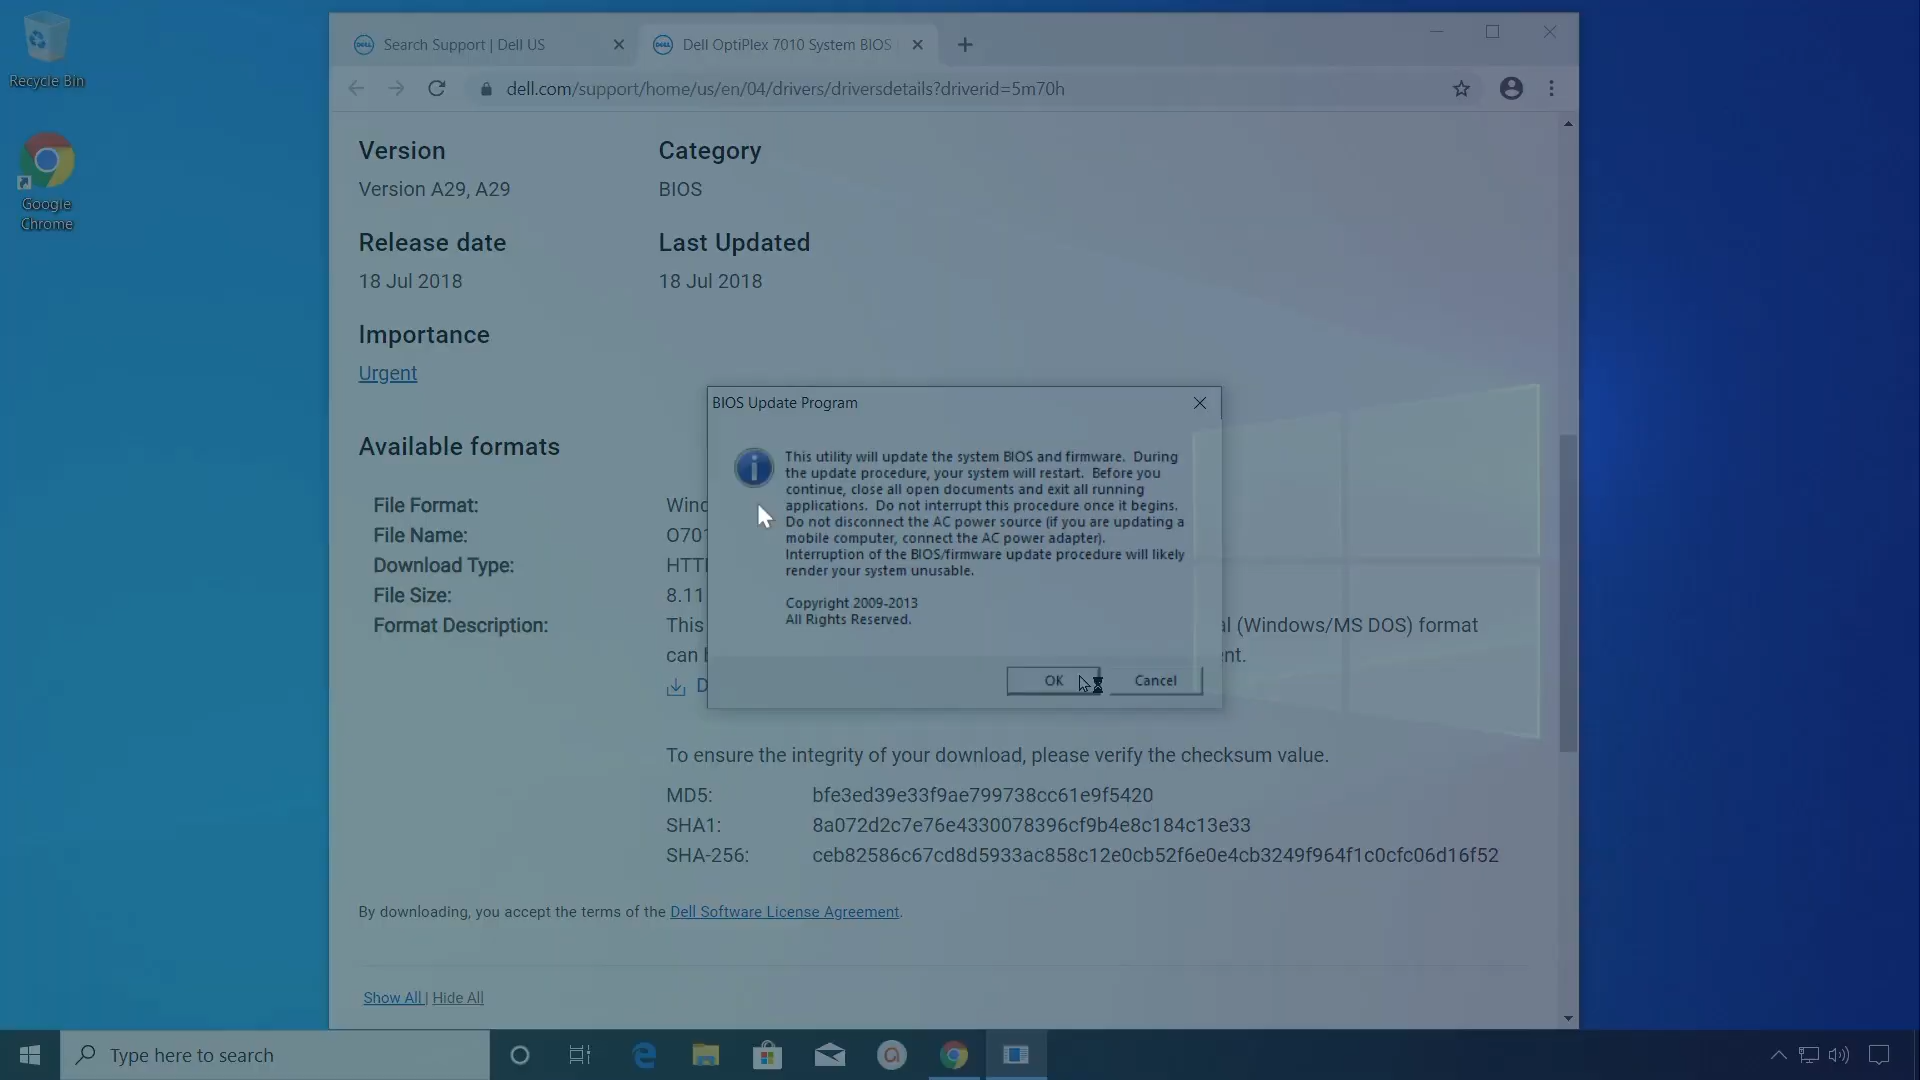 Recycle Bin
Google
Chrome
Search Support | Dell US
Dell OptiPlex 7010 System BIOS
dell.com/support/home/us/en/04/drivers/driversdetails?driverid=5m70h
Version
Category
Version A29, A29
BIOS
Release date
Last Updated
18 Jul 2018
18 Jul 2018
Importance
Urgent
BIOS Update Program
This utility will update the system BIOS and firmware. During
the update procedure, your system will restart. Before you
continue, close all open documents and exit all running
applications. Do not interrupt this procedure once it begins.
Do not disconnect the AC power source (if you are updating a
mobile computer, connect the AC power adapter).
Interruption of the BIOS/firmware update procedure will likely
render your system unusable.
Copyright 2009-2013
All Rights Reserved.
OK
Cancel
Available formats
File Format:
File Name:
Download Type:
File Size:
8.11
Format Description:
This
(Windows/MS DOS) format
can
To ensure the integrity of your download, please verify the checksum value.
MD5:
bfe3ed39e33f9ae799738cc61e9f5420
SHA1:
8a072d2c7e76e4330078396cf9b4e8c184c13e33
SHA-256:
ceb82586c67cd8d5933ac858c12e0cb52f6e0e4cb3249f964f1c0cfc06d16f52
By downloading, you accept the terms of the Dell Software License Agreement.
Show All | Hide All
Type here to search